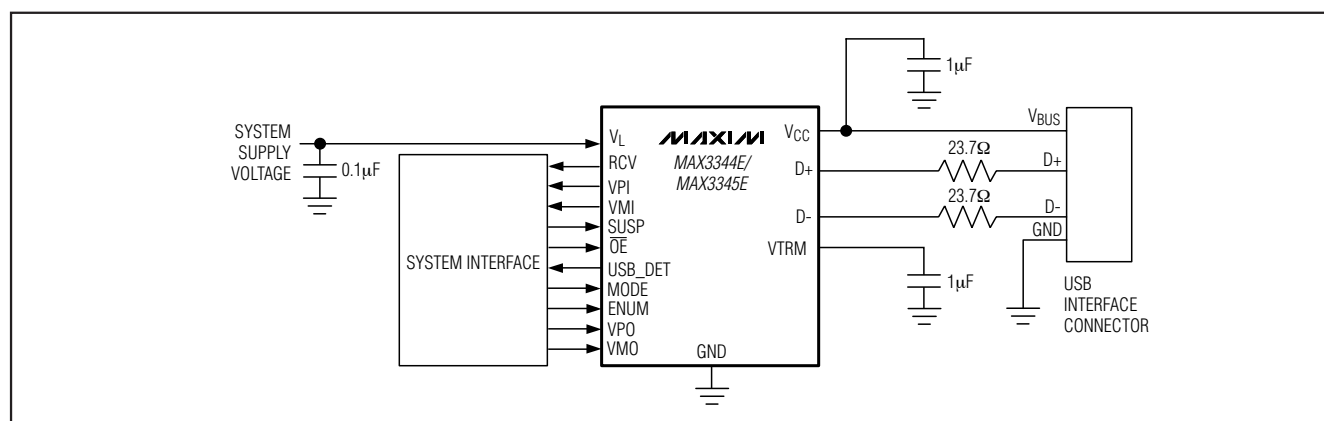 1µF
SYSTEM
SUPPLY
VOLTAGE
0.1µF
VL
RCV
VPI
VMI
SUSP
OE
USB_DET
MODE
ENUM
VPO
VMO
SYSTEM INTERFACE
MAXIM
MAX3344E/
MAX3345E
VCC
D+
D-
VTRM
GND
23.7Ω
23.7Ω
1µF
VBUS
D+
D-
GND
USB
INTERFACE
CONNECTOR